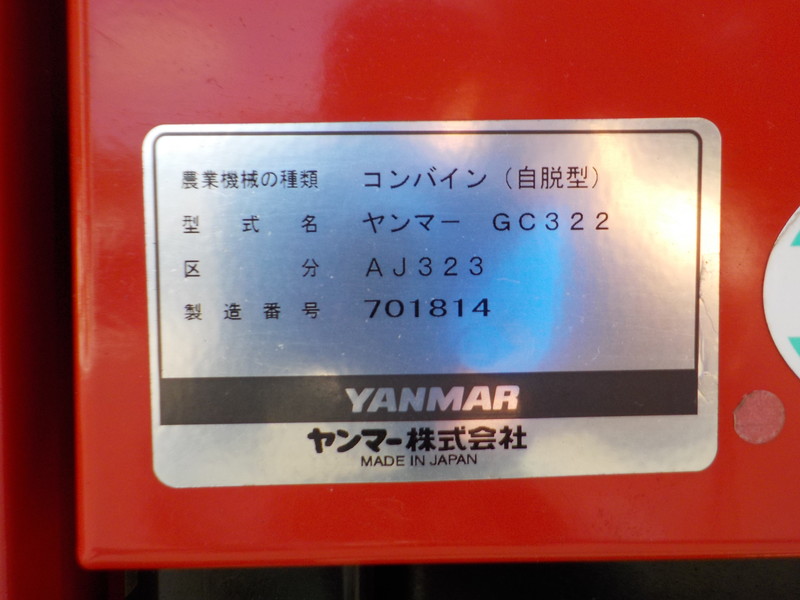 農業機械の種類 コンバイン（自脱型）
型式名 ヤンマー GC322
区分 AJ323
製造番号 701814
YANMAR
ヤンマー株式会社
MADE IN JAPAN